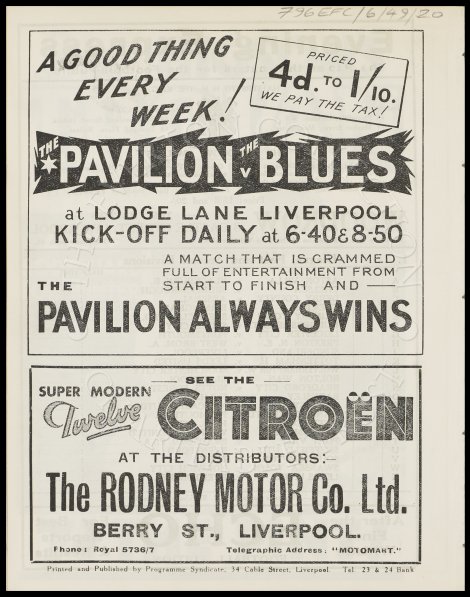 796EFC/6/49/20
A GOOD THING
EVERY
WEEK!
PRICED
4d. TO 1/10.
WE PAY THE TAX!
THE PAVILION THE V BLUES
at LODGE LANE LIVERPOOL
KICK-OFF DAILY at 6-40 & 8-50
A MATCH THAT IS CRAMMED
FULL OF ENTERTAINMENT FROM
START TO FINISH AND —
THE
PAVILION ALWAYS WINS
— SEE THE —
SUPER MODERN
Twelve CITROËN
AT THE DISTRIBUTORS:-
The RODNEY MOTOR Co. Ltd.
BERRY ST., LIVERPOOL.
Phone: Royal 5736/7 Telegraphic Address: "MOTOMART."
Printed and Published by Programme Syndicate, 34 Cable Street, Liverpool. Tel. 23 & 24 Bank